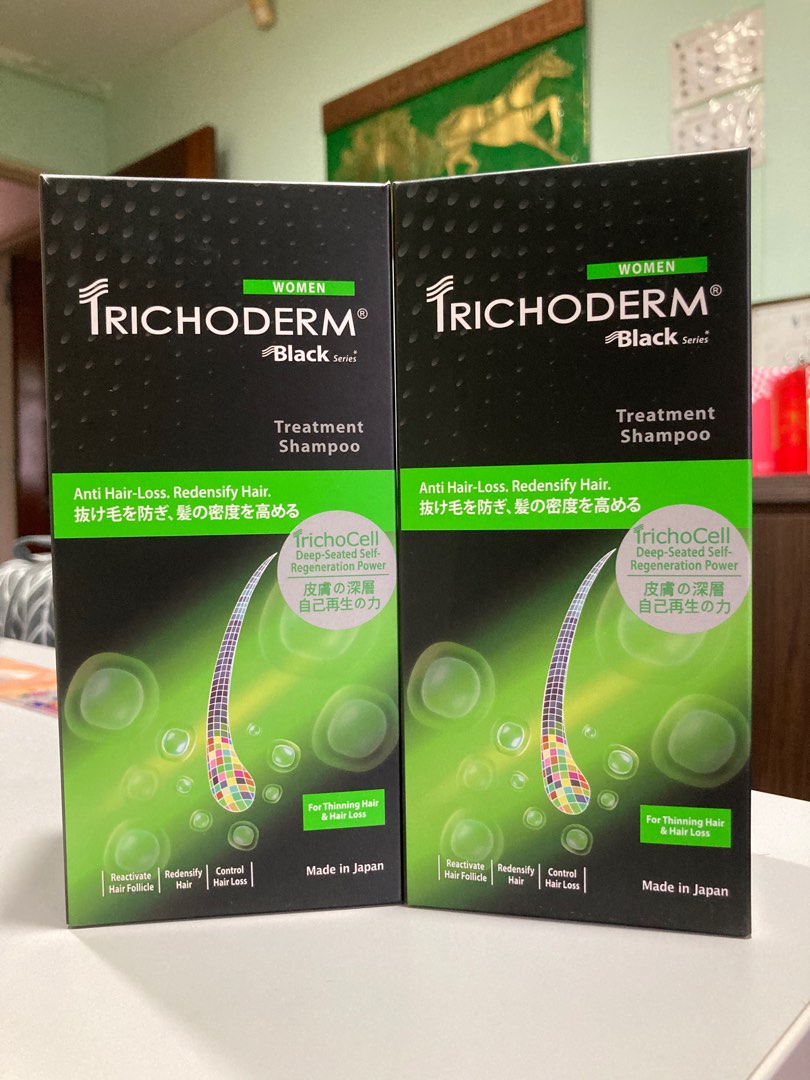 WOMEN
TRICHODERM®
Black Series®
Treatment
Shampoo
Anti Hair-Loss. Redensify Hair.
抜け毛を防ぎ、髪の密度を高める
TrichoCell
Deep-Seated Self-
Regeneration Power
皮膚の深層
自己再生の力
For Thinning Hair
& Hair Loss
Reactivate
Hair Follicle
Redensify
Hair
Control
Hair Loss
Made in Japan
WOMEN
TRICHODERM®
Black Series®
Treatment
Shampoo
Anti Hair-Loss. Redensify Hair.
抜け毛を防ぎ、髪の密度を高める
TrichoCell
Deep-Seated Self-
Regeneration Power
皮膚の深層
自己再生の力
For Thinning Hair
& Hair Loss
Reactivate
Hair Follicle
Redensify
Hair
Control
Hair Loss
Made in Japan